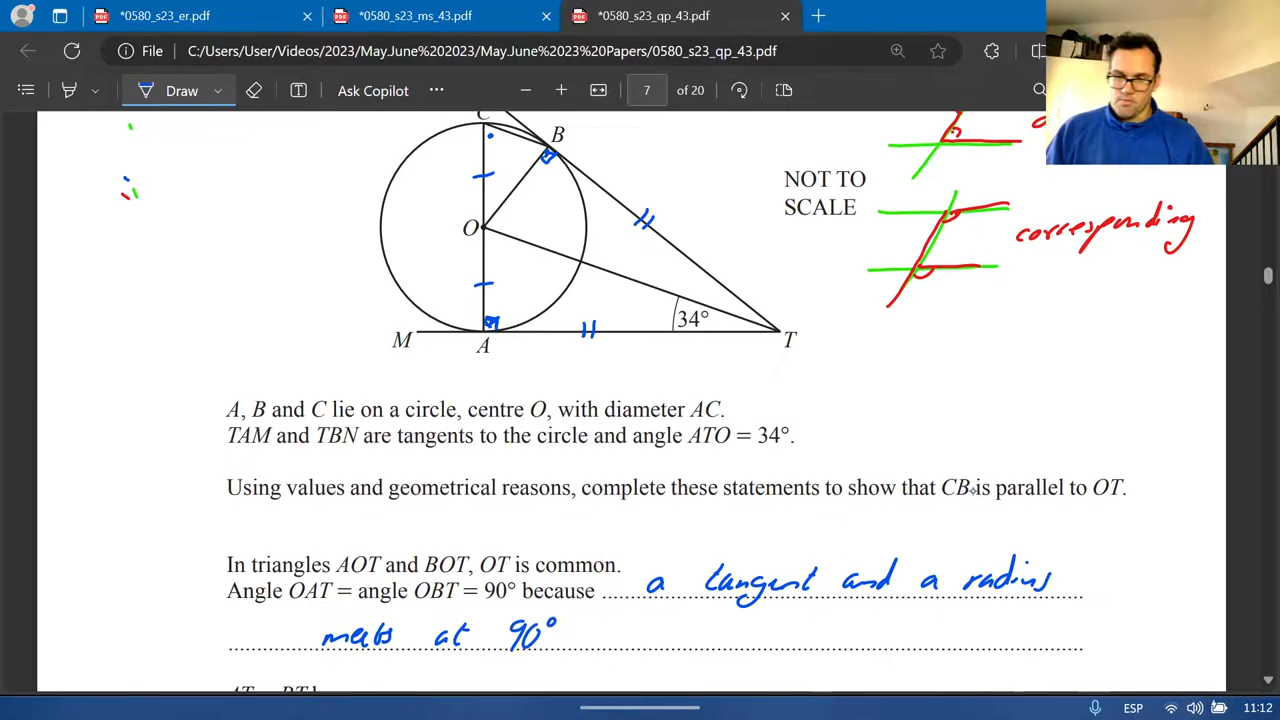 *0580_s23_er.pdf
*0580_s23_ms_43.pdf
*0580_s23_qp_43.pdf
File
C:/Users/User/Videos/2023/May.June%202023/May.June%2023%20Papers/0580_s23_qp_43.pdf
Draw
Ask Copilot
7
of 20
C
B
NOT TO
SCALE
O
corresponding
34°
M
A
T
A, B and C lie on a circle, centre O, with diameter AC.
TAM and TBN are tangents to the circle and angle ATO = 34°.
Using values and geometrical reasons, complete these statements to show that CB is parallel to OT.
In triangles AOT and BOT, OT is common.
Angle OAT = angle OBT = 90° because a tangent and a radius
meets at 90°
ESP
11:12